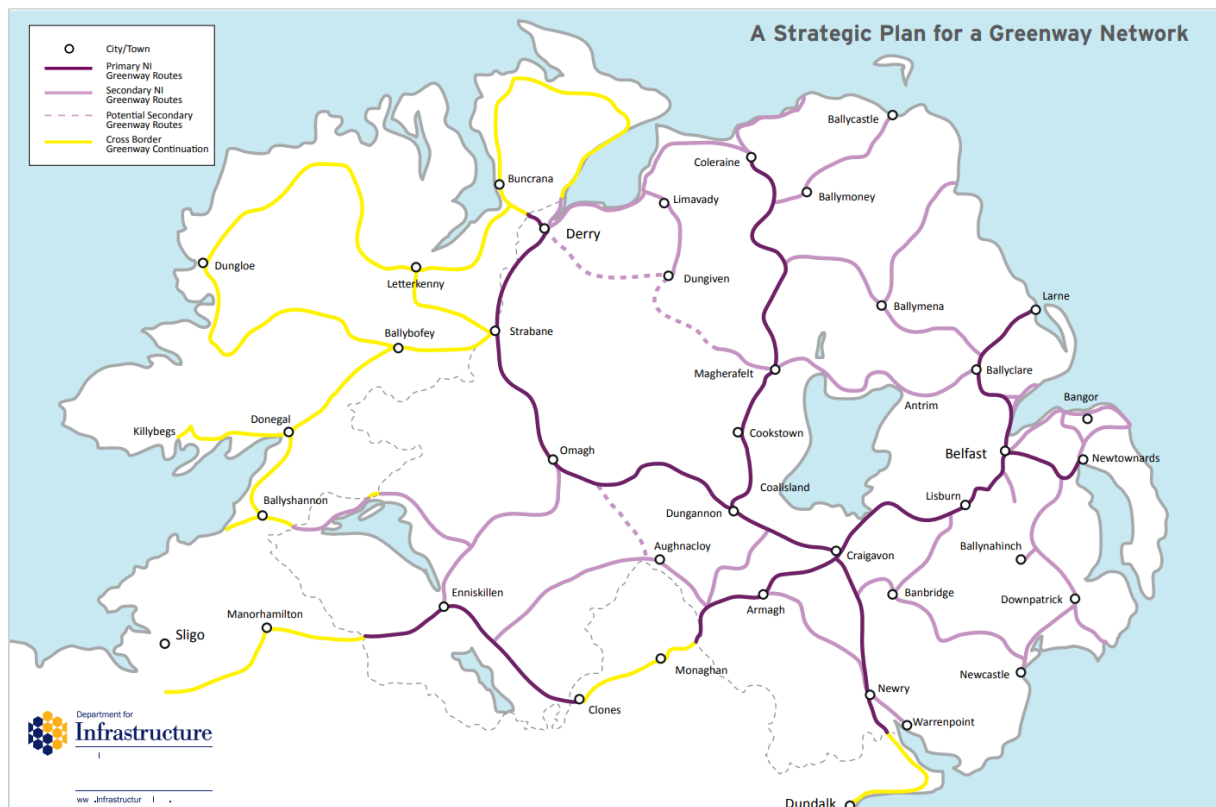 A Strategic Plan for a Greenway Network
City/Town
Primary NI
Greenway Routes
Secondary NI
Greenway Routes
Potential Secondary
Greenway Routes
Cross Border
Greenway Continuation
Ballycastle
Coleraine
Buncrana
Limavady
Ballymoney
Derry
Dungloe
Letterkenny
Dungiven
Larne
Ballymena
Strabane
Ballybofey
Magherafelt
Ballyclare
Antrim
Bangor
Donegal
Killybegs
Cookstown
Omagh
Belfast
Newtownards
Coalisland
Ballyshannon
Dungannon
Lisburn
Aughnacloy
Craigavon
Ballynahinch
Enniskillen
Armagh
Banbridge
Downpatrick
Manorhamilton
Sligo
Monaghan
Newcastle
Clones
Newry
Warrenpoint
Department for
Infrastructure
ww .Infrastructur
Dundalk